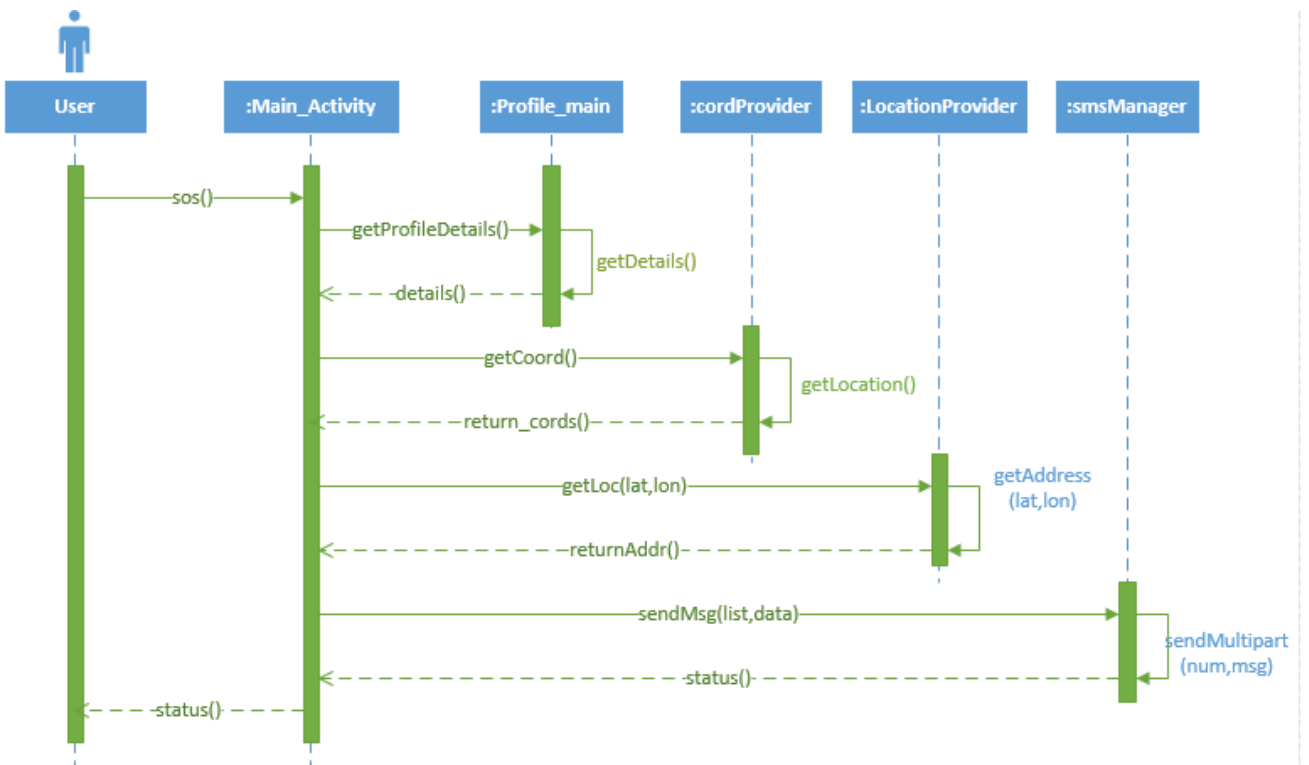 User
:Main_Activity
:Profile_main
:cordProvider
:LocationProvider
:smsManager
sos()
getProfileDetails()
getDetails()
details()
getCoord()
getLocation()
return_cords()
getLoc(lat,lon)
getAddress
(lat,lon)
returnAddr()
sendMsg(list,data)
sendMultipart
(num,msg)
status()
status()